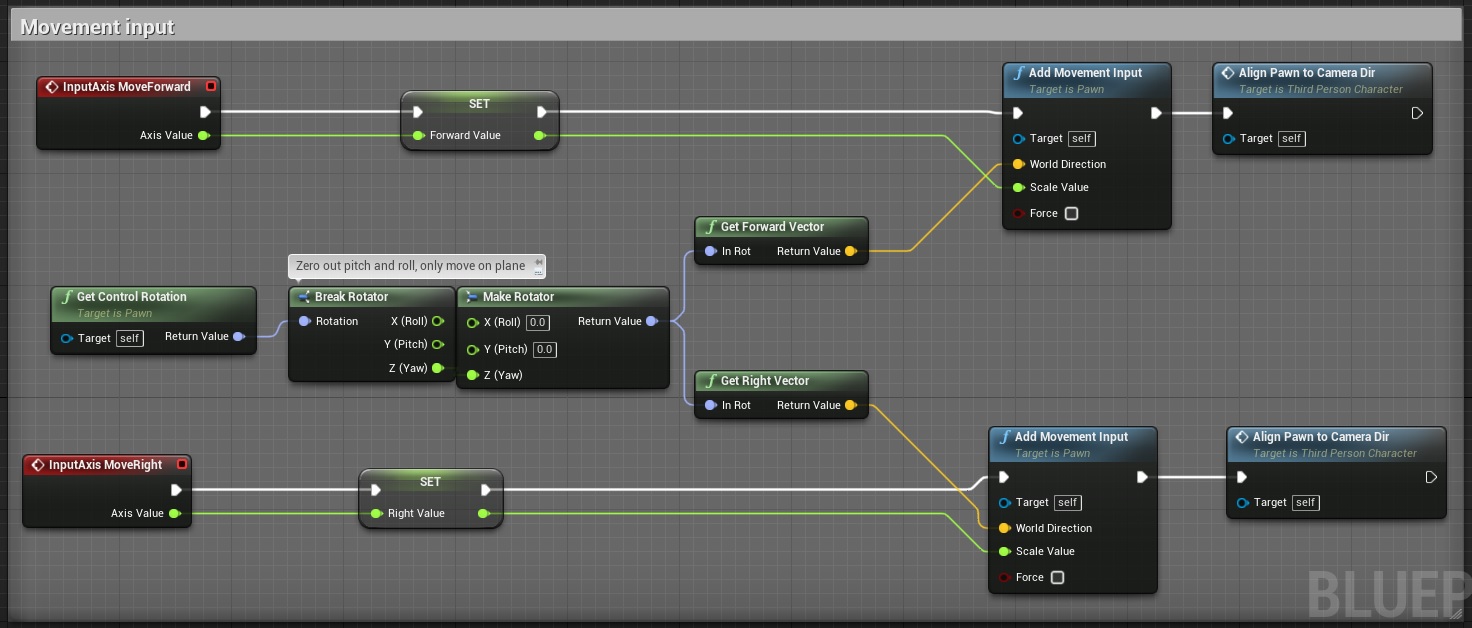 Movement input
InputAxis MoveForward
Axis Value
SET
Forward Value
Add Movement Input
Target is Pawn
Target self
World Direction
Scale Value
Force
Align Pawn to Camera Dir
Target is Third Person Character
Target self
Get Forward Vector
In Rot Return Value
Zero out pitch and roll, only move on plane
Get Control Rotation
Target is Pawn
Target self Return Value
Break Rotator
Rotation X (Roll)
Y (Pitch)
Z (Yaw)
Make Rotator
X (Roll) 0.0 Return Value
Y (Pitch) 0.0
Z (Yaw)
Get Right Vector
In Rot Return Value
InputAxis MoveRight
Axis Value
SET
Right Value
Add Movement Input
Target is Pawn
Target self
World Direction
Scale Value
Force
Align Pawn to Camera Dir
Target is Third Person Character
Target self
BLUEP